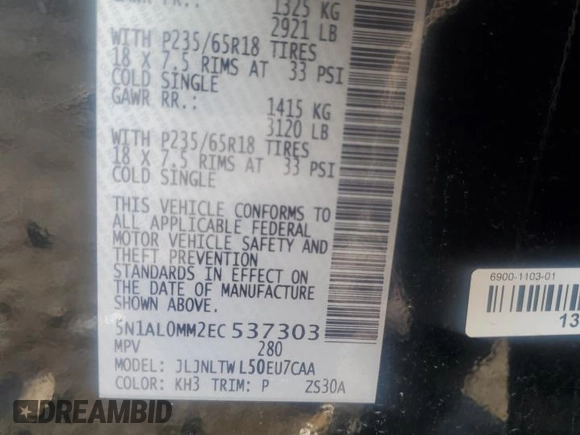 GAWR FR.: 1325 KG
2921 LB
WITH P235/65R18 TIRES
18 X 7.5 RIMS AT 33 PSI
COLD SINGLE
GAWR RR.: 1415 KG
3120 LB
WITH P235/65R18 TIRES
18 X 7.5 RIMS AT 33 PSI
COLD SINGLE
THIS VEHICLE CONFORMS TO
ALL APPLICABLE FEDERAL
MOTOR VEHICLE SAFETY AND
THEFT PREVENTION
STANDARDS IN EFFECT ON
THE DATE OF MANUFACTURE
SHOWN ABOVE.
5N1AL0MM2EC537303
MPV 280
MODEL: JLJNLTWL50EU7CAA
COLOR: KH3 TRIM: P ZS30A
6900-1103-01
13
DREAMBID